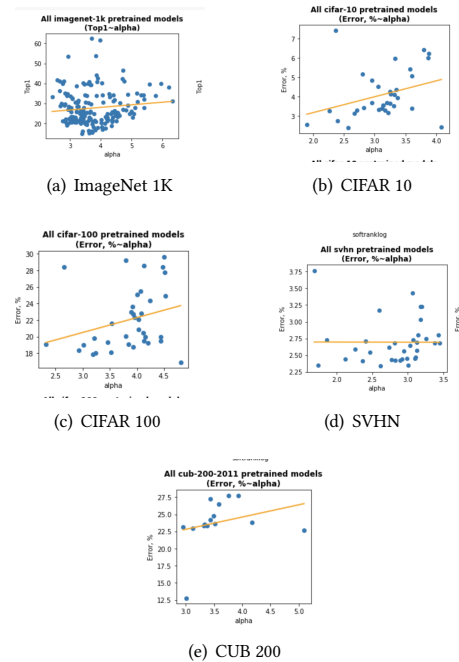 All imagenet-1k pretrained models
(Top1~alpha)
Top1
60
50
40
30
20
3
4
5
6
alpha
Top1
(a) ImageNet 1K
All cifar-10 pretrained models
(Error, %~alpha)
Error, %
7
6
5
4
3
2.0
2.5
3.0
3.5
4.0
alpha
Error, %
(b) CIFAR 10
All cifar-100 pretrained models
(Error, %~alpha)
Error, %
30
28
26
24
22
20
18
2.5
3.0
3.5
4.0
4.5
alpha
Error, %
(c) CIFAR 100
softranklog
All svhn pretrained models
(Error, %~alpha)
Error, %
3.75
3.50
3.25
3.00
2.75
2.50
2.25
2.0
2.5
3.0
3.5
alpha
Error, %
(d) SVHN
All cub-200-2011 pretrained models
(Error, %~alpha)
Error, %
27.5
25.0
22.5
20.0
17.5
15.0
12.5
3.0
3.5
4.0
4.5
5.0
alpha
Error, %
(e) CUB 200